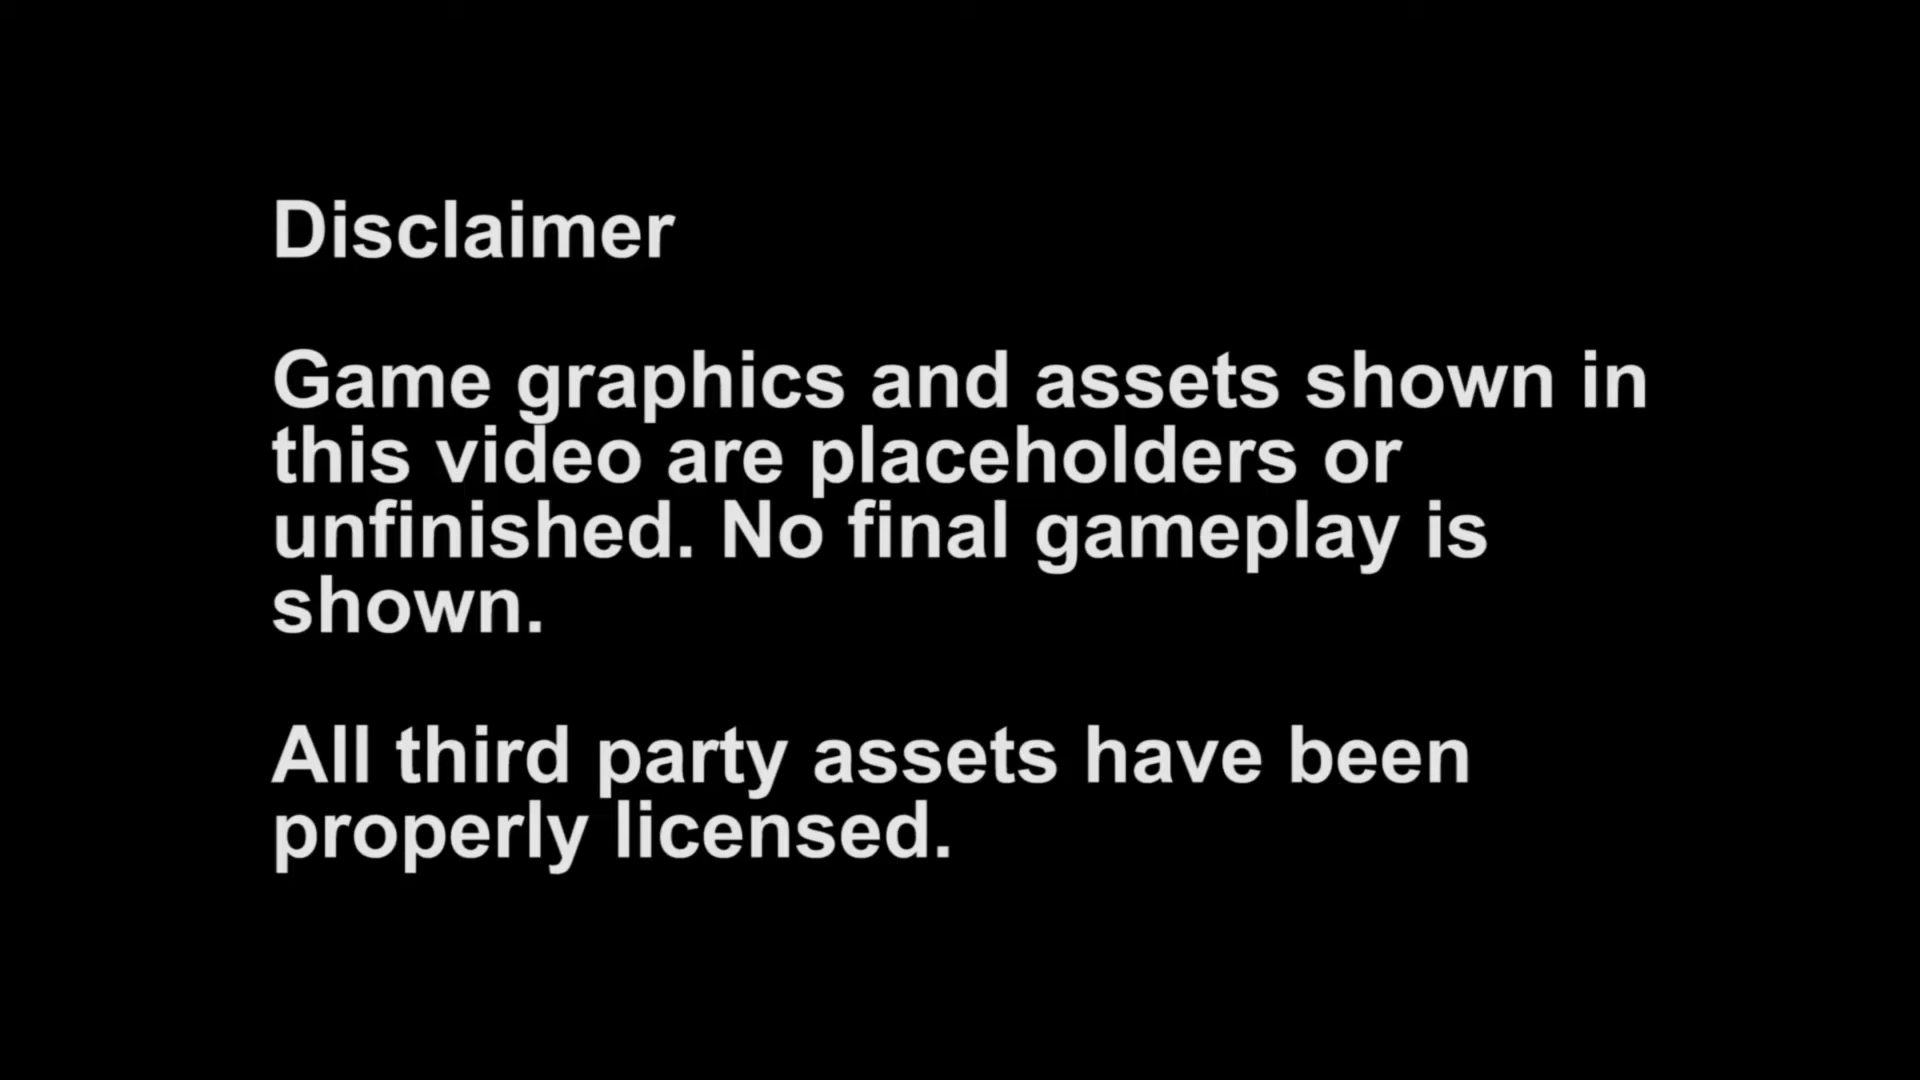 Disclaimer
Game graphics and assets shown in
this video are placeholders or
unfinished. No final gameplay is
shown.
All third party assets have been
properly licensed.